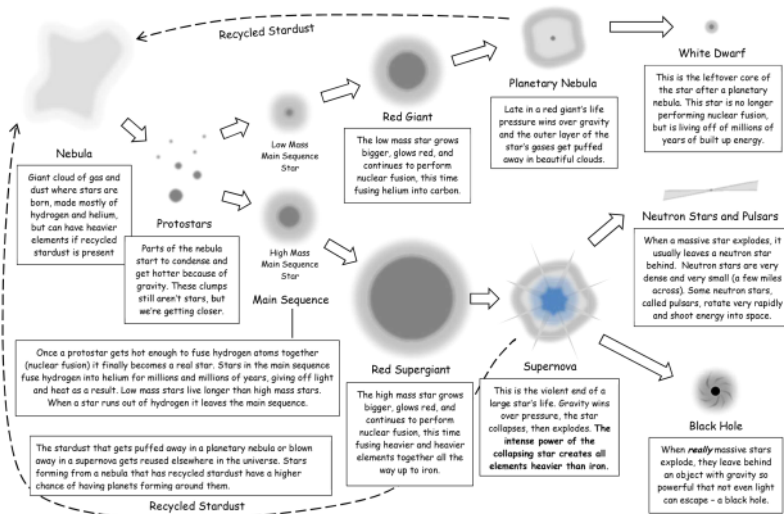 Recycled Stardust
Nebula
Giant cloud of gas and
dust where stars are
born, made mostly of
hydrogen and helium,
but can have heavier
elements if recycled
stardust is present
Protostars
Parts of the nebula
start to condense and
get hotter because of
gravity. These clumps
still aren't stars, but
we're getting closer.
Low Mass
Main Sequence
Star
High Mass
Main Sequence
Star
Main Sequence
Once a protostar gets hot enough to fuse hydrogen atoms together
(nuclear fusion) it finally becomes a real star. Stars in the main sequence
fuse hydrogen into helium for millions and millions of years, giving off light
and heat as a result. Low mass stars live longer than high mass stars.
When a star runs out of hydrogen it leaves the main sequence.
Red Giant
The low mass star grows
bigger, glows red, and
continues to perform
nuclear fusion, this time
fusing helium into carbon.
Planetary Nebula
Late in a red giant's life
pressure wins over gravity
and the outer layer of the
star's gases get puffed
away in beautiful clouds.
White Dwarf
This is the leftover core of
the star after a planetary
nebula. This star is no longer
performing nuclear fusion,
but is living off of millions of
years of built up energy.
Red Supergiant
The high mass star grows
bigger, glows red, and
continues to perform
nuclear fusion, this time
fusing heavier and heavier
elements together all the
way up to iron.
Supernova
This is the violent end of a
large star's life. Gravity wins
over pressure, the star
collapses, then explodes. The
intense power of the
collapsing star creates all
elements heavier than iron.
Neutron Stars and Pulsars
When a massive star explodes, it
usually leaves a neutron star
behind. Neutron stars are very
dense and very small (a few miles
across). Some neutron stars,
called pulsars, rotate very rapidly
and shoot energy into space.
Black Hole
When really massive stars
explode, they leave behind
an object with gravity so
powerful that not even light
can escape – a black hole.
The stardust that gets puffed away in a planetary nebula or blown
away in a supernova gets reused elsewhere in the universe. Stars
forming from a nebula that has recycled stardust have a higher
chance of having planets forming around them.
Recycled Stardust